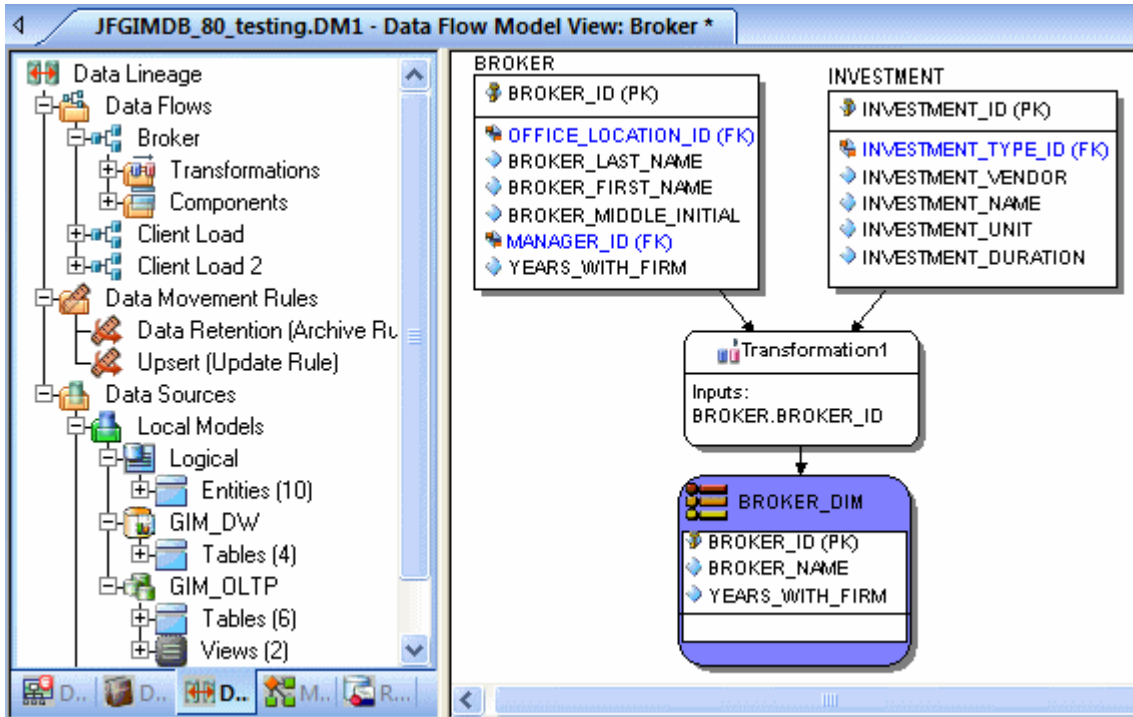 JFGIMDB_80_testing.DM1 - Data Flow Model View: Broker *
Data Lineage
Data Flows
Broker
Transformations
Components
Client Load
Client Load 2
Data Movement Rules
Data Retention (Archive Ru
Upsert (Update Rule)
Data Sources
Local Models
Logical
Entities (10)
GIM_DW
Tables (4)
GIM_OLTP
Tables (6)
Views (2)
D.. D.. D.. M.. R...
BROKER
BROKER_ID (PK)
OFFICE_LOCATION_ID (FK)
BROKER_LAST_NAME
BROKER_FIRST_NAME
BROKER_MIDDLE_INITIAL
MANAGER_ID (FK)
YEARS_WITH_FIRM
INVESTMENT
INVESTMENT_ID (PK)
INVESTMENT_TYPE_ID (FK)
INVESTMENT_VENDOR
INVESTMENT_NAME
INVESTMENT_UNIT
INVESTMENT_DURATION
Transformation1
Inputs:
BROKER.BROKER_ID
BROKER_DIM
BROKER_ID (PK)
BROKER_NAME
YEARS_WITH_FIRM